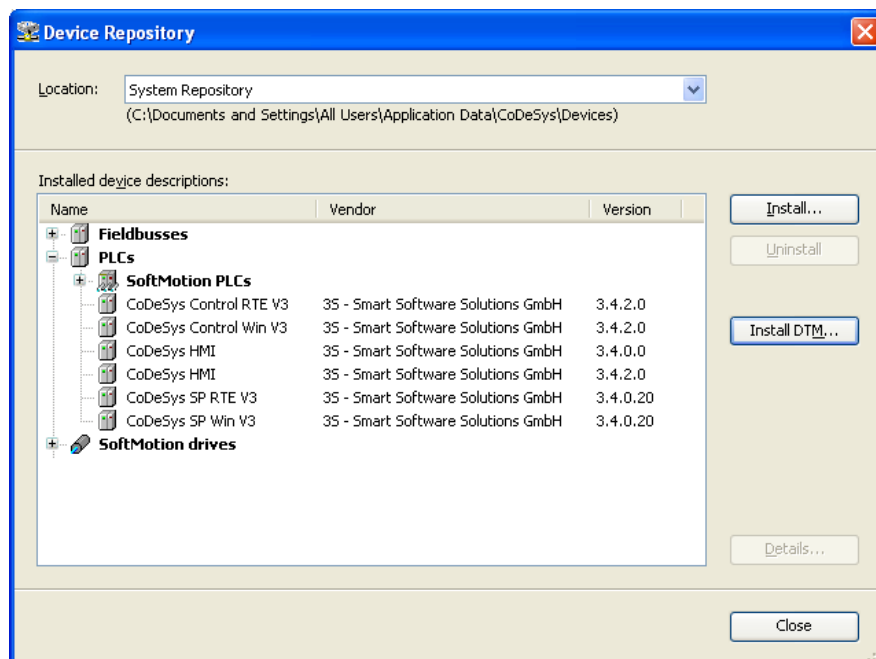 Device Repository
Location: System Repository
(C:\Documents and Settings\All Users\Application Data\CoDeSys\Devices)
Installed device descriptions:
Name Vendor Version
Install...
Fieldbusses
PLCs
Uninstall
SoftMotion PLCs
CoDeSys Control RTE V3 3S - Smart Software Solutions GmbH 3.4.2.0
CoDeSys Control Win V3 3S - Smart Software Solutions GmbH 3.4.2.0
Install DTM...
CoDeSys HMI 3S - Smart Software Solutions GmbH 3.4.0.0
CoDeSys HMI 3S - Smart Software Solutions GmbH 3.4.2.0
CoDeSys SP RTE V3 3S - Smart Software Solutions GmbH 3.4.0.20
CoDeSys SP Win V3 3S - Smart Software Solutions GmbH 3.4.0.20
SoftMotion drives
Details...
Close